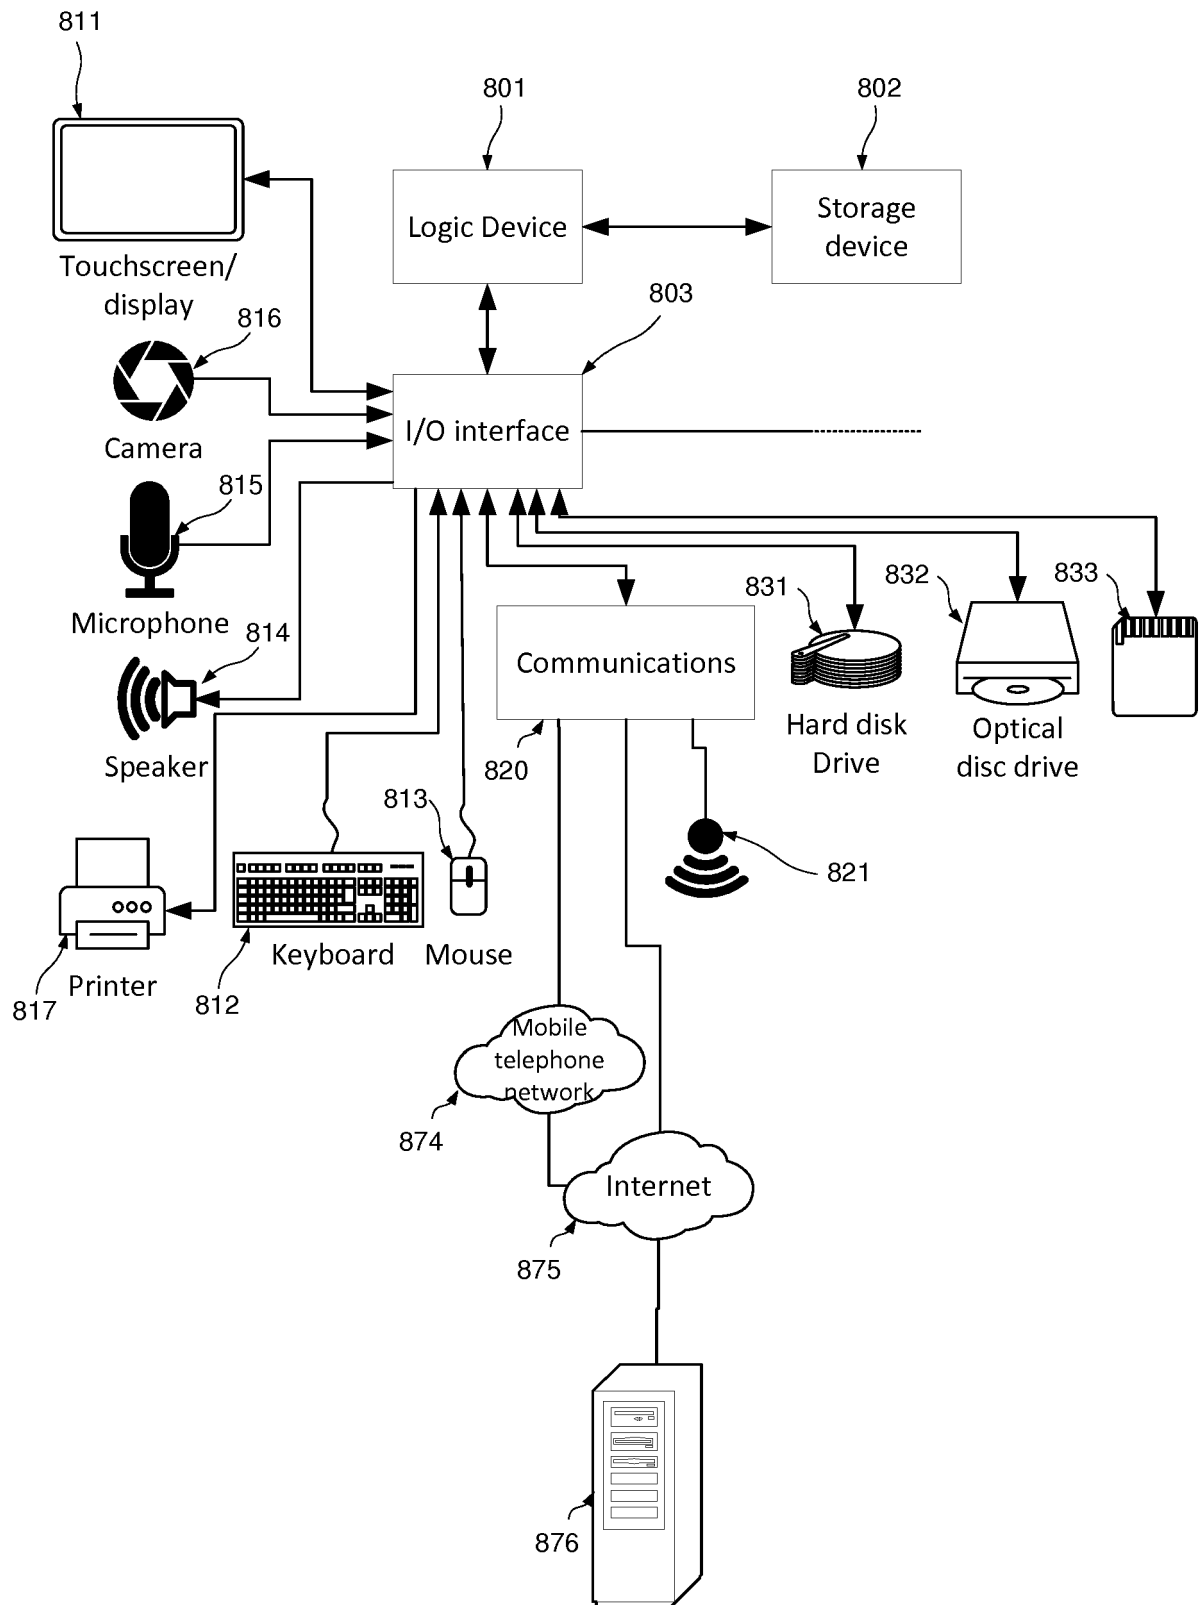 811
801
802
Logic Device
Storage
device
Touchscreen/
display
803
816
I/O interface
Camera
815
831
832
833
Microphone
814
Communications
Speaker
820
Hard disk
Drive
Optical
disc drive
813
821
Keyboard
Mouse
Printer
817
812
Mobile
telephone
network
874
Internet
875
876